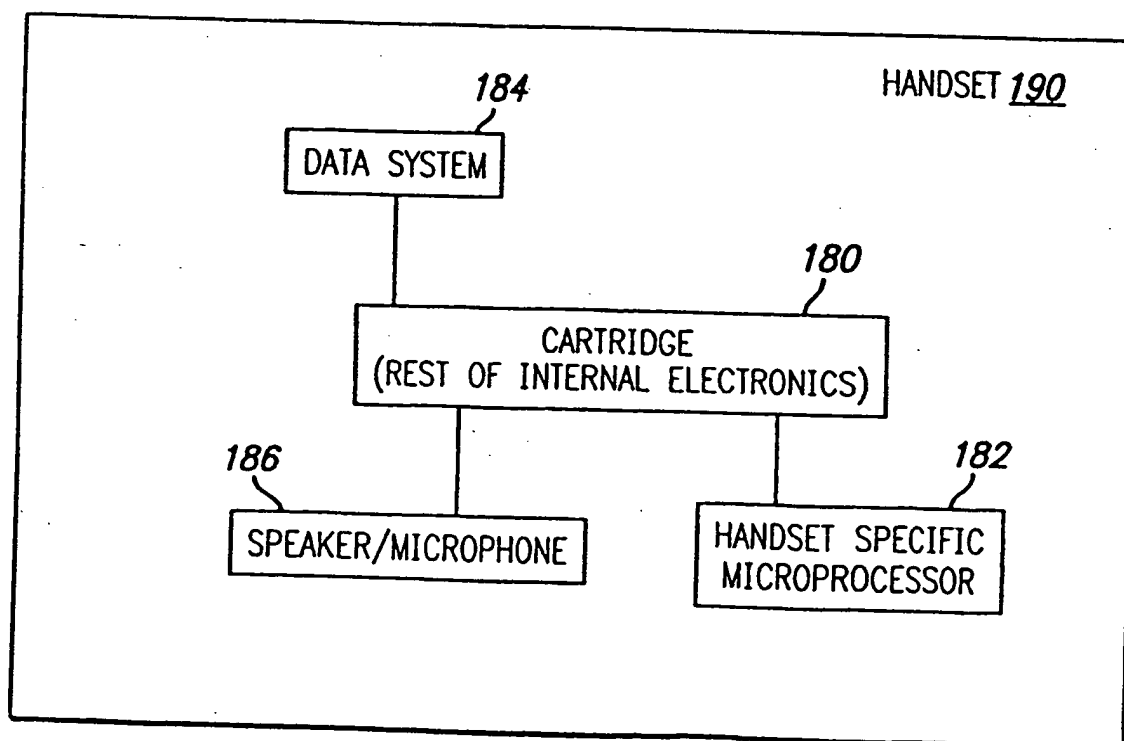 HANDSET 190
184
DATA SYSTEM
180
CARTRIDGE
(REST OF INTERNAL ELECTRONICS)
186
SPEAKER/MICROPHONE
182
HANDSET SPECIFIC
MICROPROCESSOR